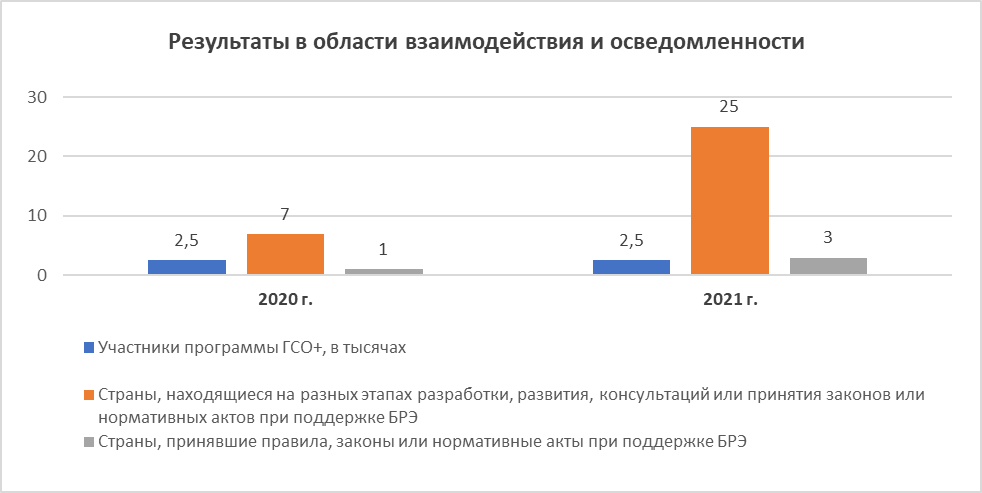 Результаты в области взаимодействия и осведомленности
30
20
10
0
2,5
7
1
2,5
25
3
2020 г.
2021 г.
Участники программы ГСО+, в тысячах
Страны, находящиеся на разных этапах разработки, развития, консультаций или принятия законов или
нормативных актов при поддержке БРЭ
Страны, принявшие правила, законы или нормативные акты при поддержке БРЭ